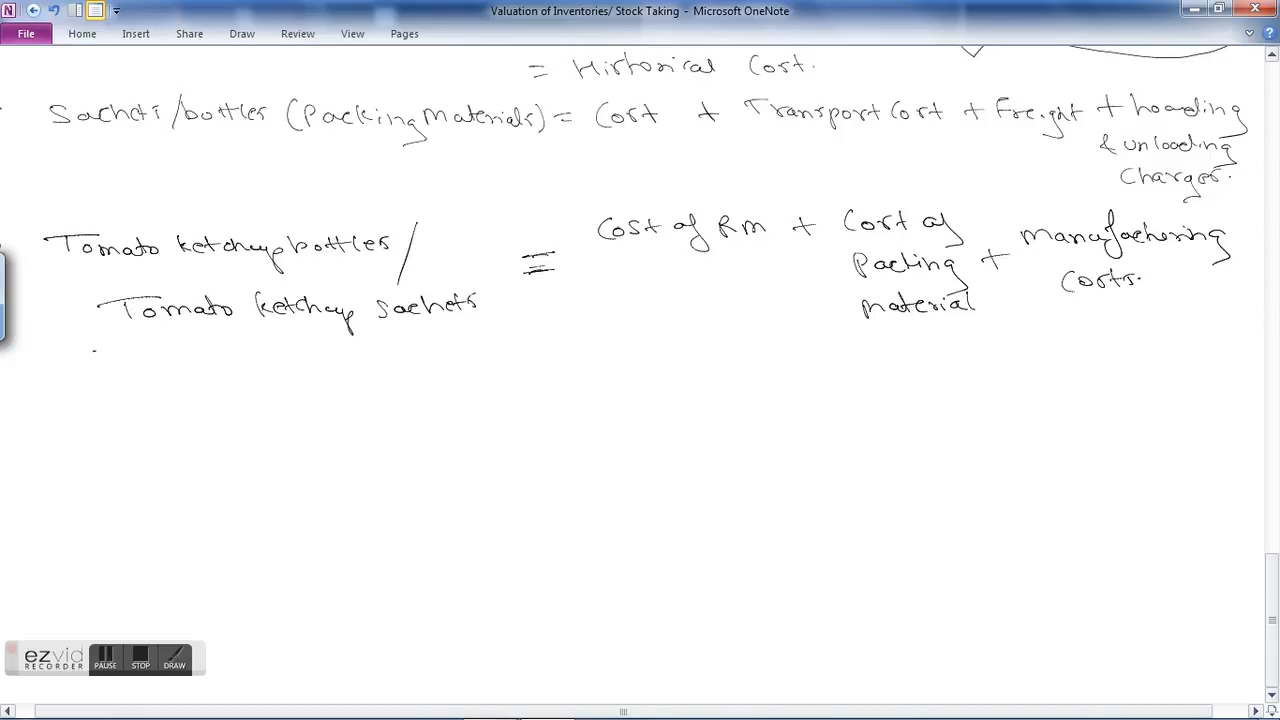 Valuation of Inventories/ Stock Taking - Microsoft OneNote
File Home Insert Share Draw Review View Pages
= Historical Cost.
Sachets/bottles (Packing Materials) = Cost + Transport Cost + Freight + hoading
& unloading
Charges.
Tomato ketchup bottles/
Tomato ketchup sachets
= Cost of RM + Cost of
Packing
material
+ Manufacturing
Costs.
ezvid
RECORDER
PAUSE STOP DRAW